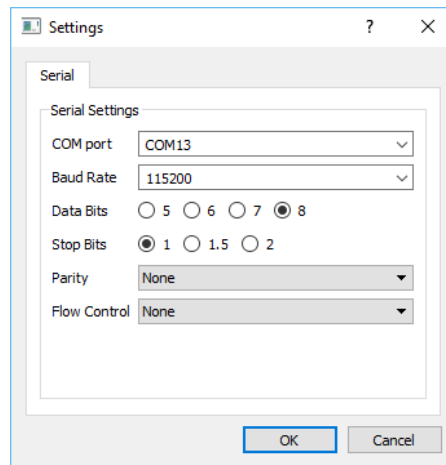 Settings ?
Serial
Serial Settings
COM port COM13
Baud Rate 115200
Data Bits 5 6 7 8
Stop Bits 1 1.5 2
Parity None
Flow Control None
OK Cancel